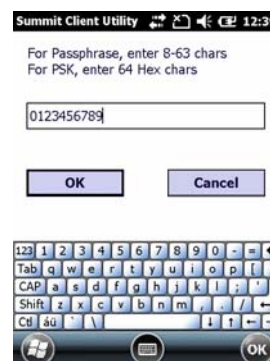 Summit Client Utility 12:3
For Passphrase, enter 8-63 chars
For PSK, enter 64 Hex chars
0123456789
OK Cancel
123 1 2 3 4 5 6 7 8 9 0 - =
Tab q w e r t y u i o p [ ]
CAP a s d f g h j k l ; '
Shift z x c v b n m , . /
Ctl áü ` \
OK